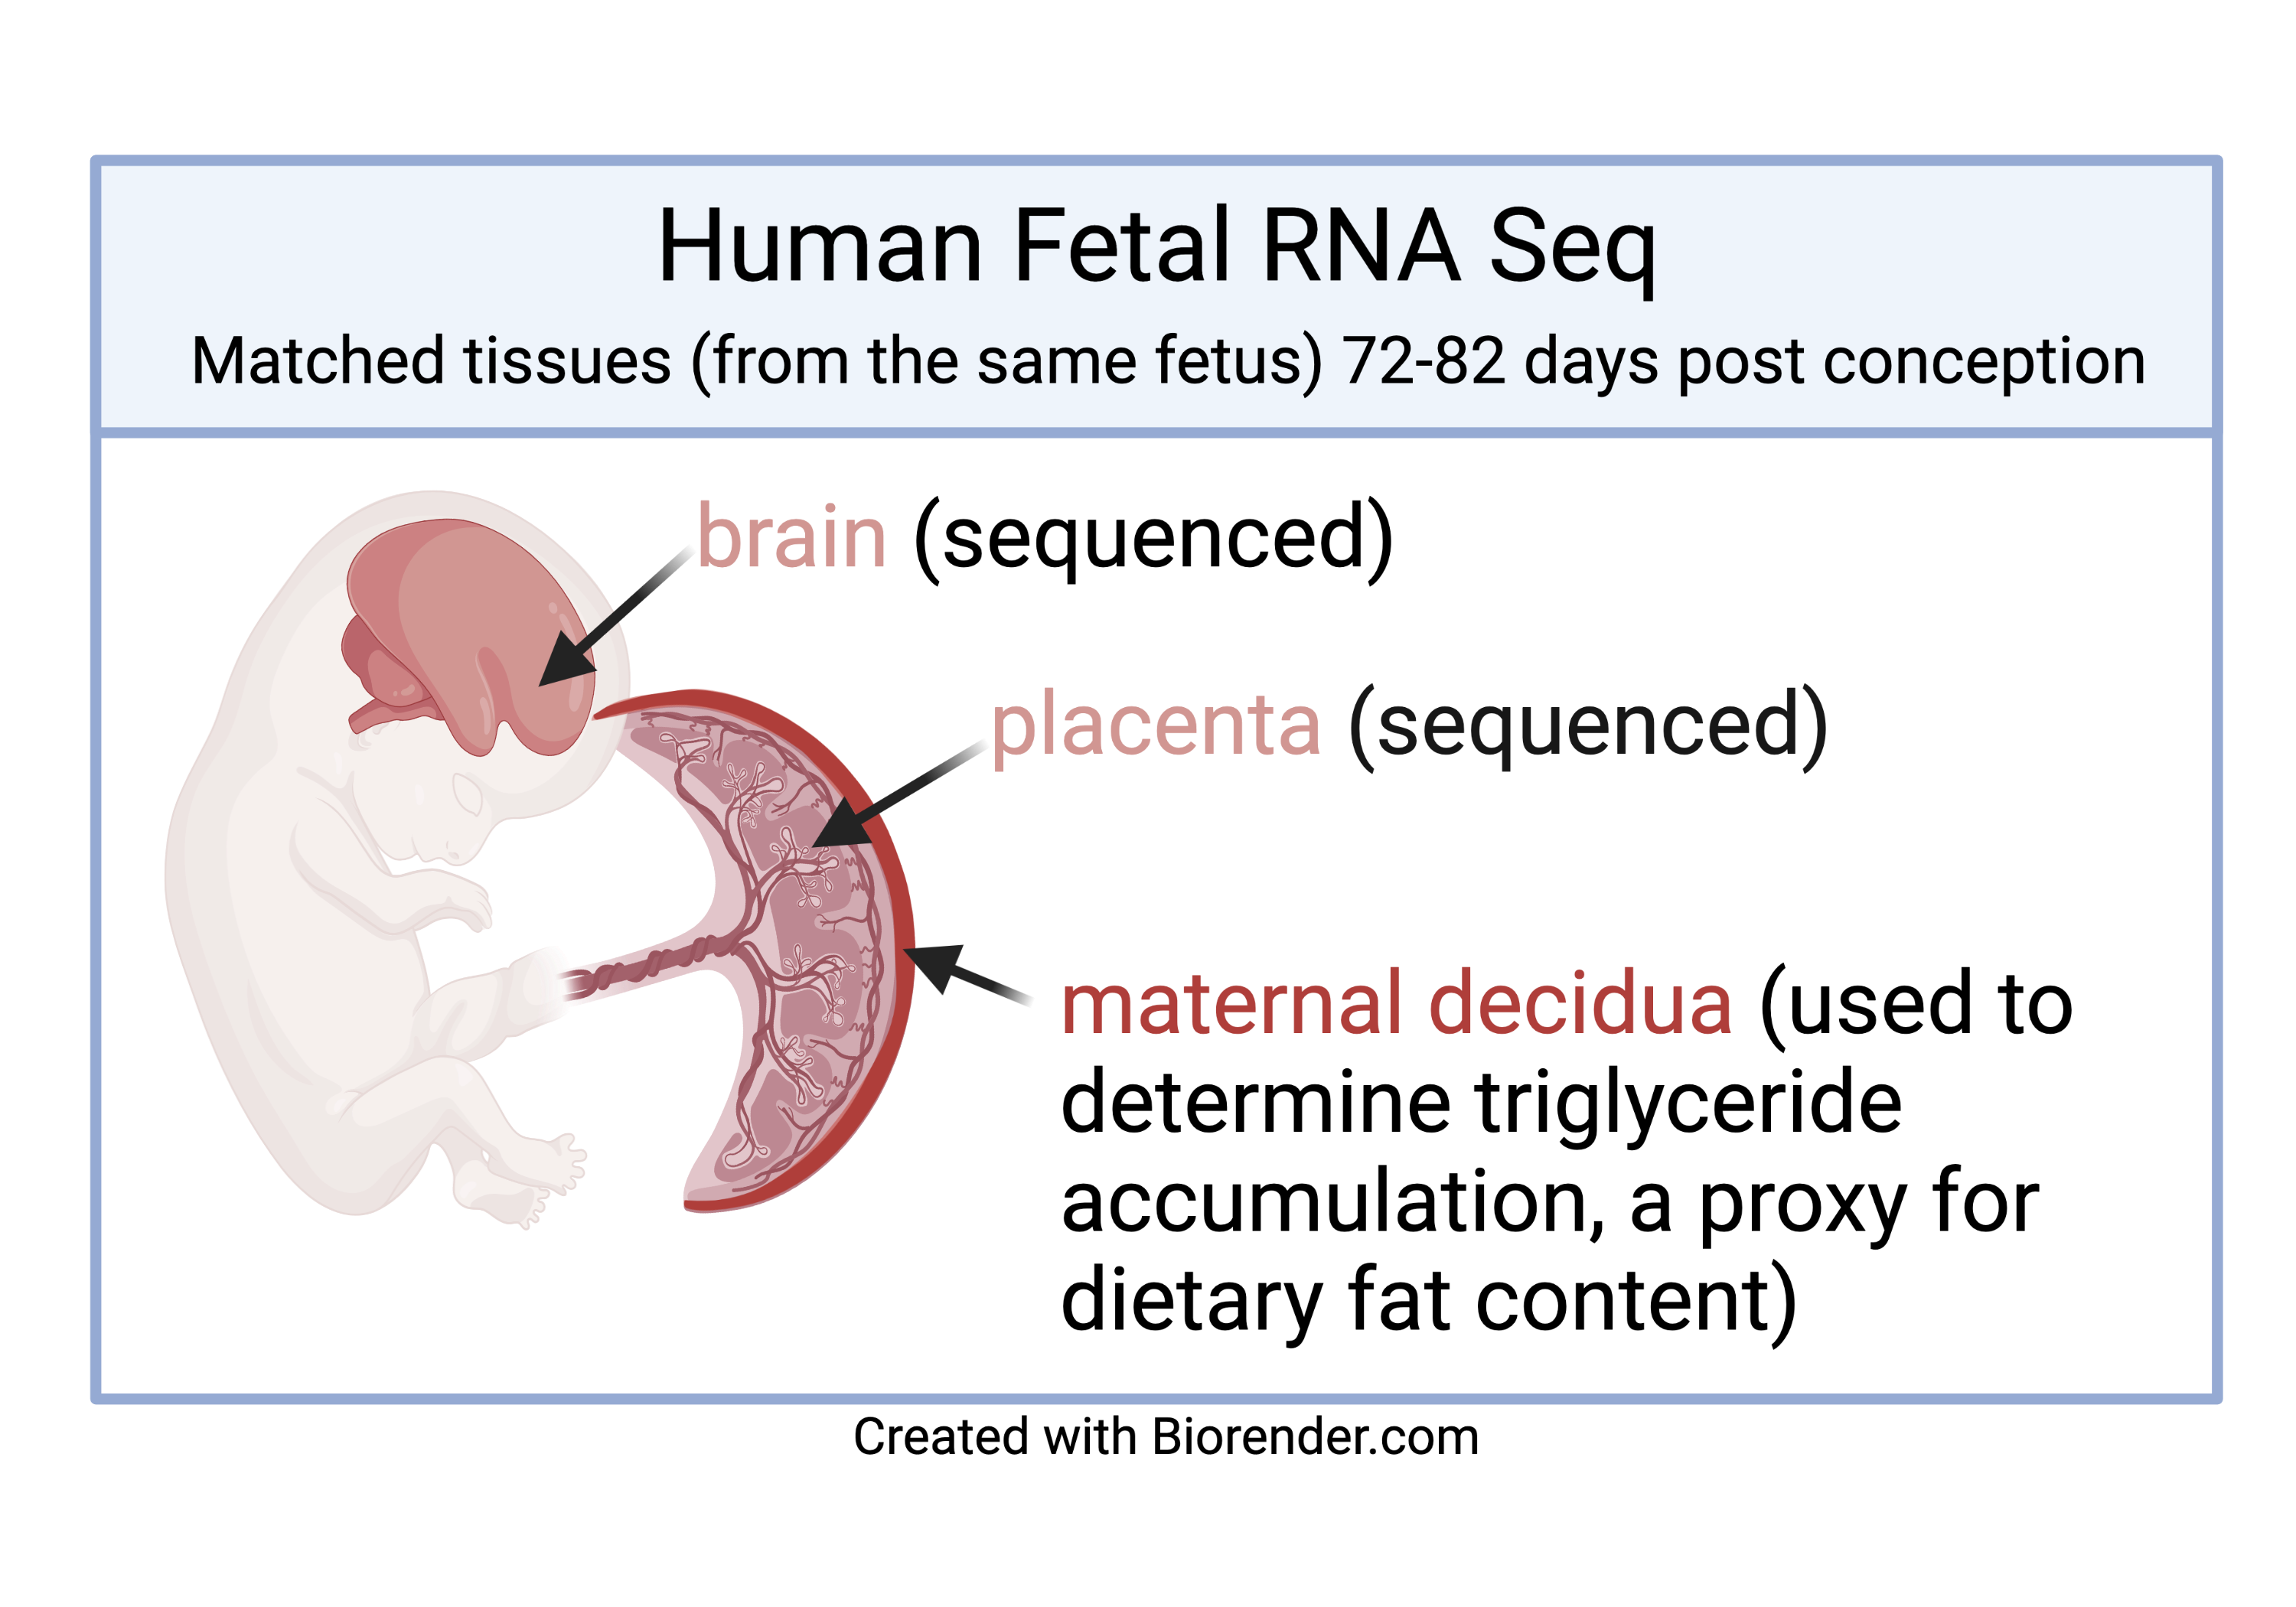 Human Fetal RNA Seq
Matched tissues (from the same fetus) 72-82 days post conception
brain (sequenced)
placenta (sequenced)
maternal decidua (used to
determine triglyceride
accumulation, a proxy for
dietary fat content)
Created with Biorender.com